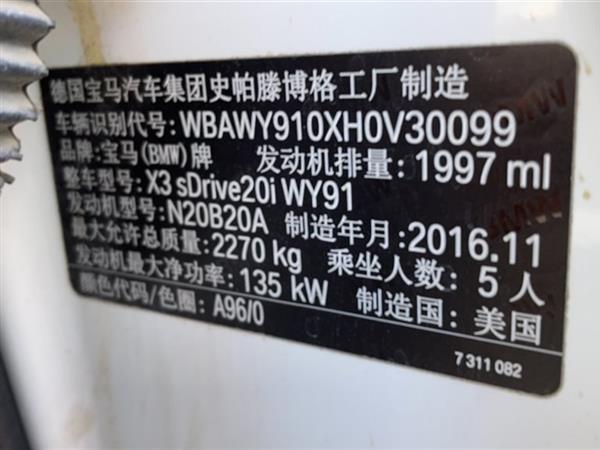 德国宝马汽车集团史帕滕博格工厂制造
车辆识别代号: WBAWY910XH0V30099
品牌: 宝马(BMW)牌 发动机排量: 1997 ml
整车型号: X3 sDrive20i WY91
发动机型号: N20B20A 制造年月: 2016.11
最大允许总质量: 2270 kg 乘坐人数: 5人
发动机最大净功率: 135 kW
颜色代码/色圈: A96/0 制造国: 美国
7 311 082